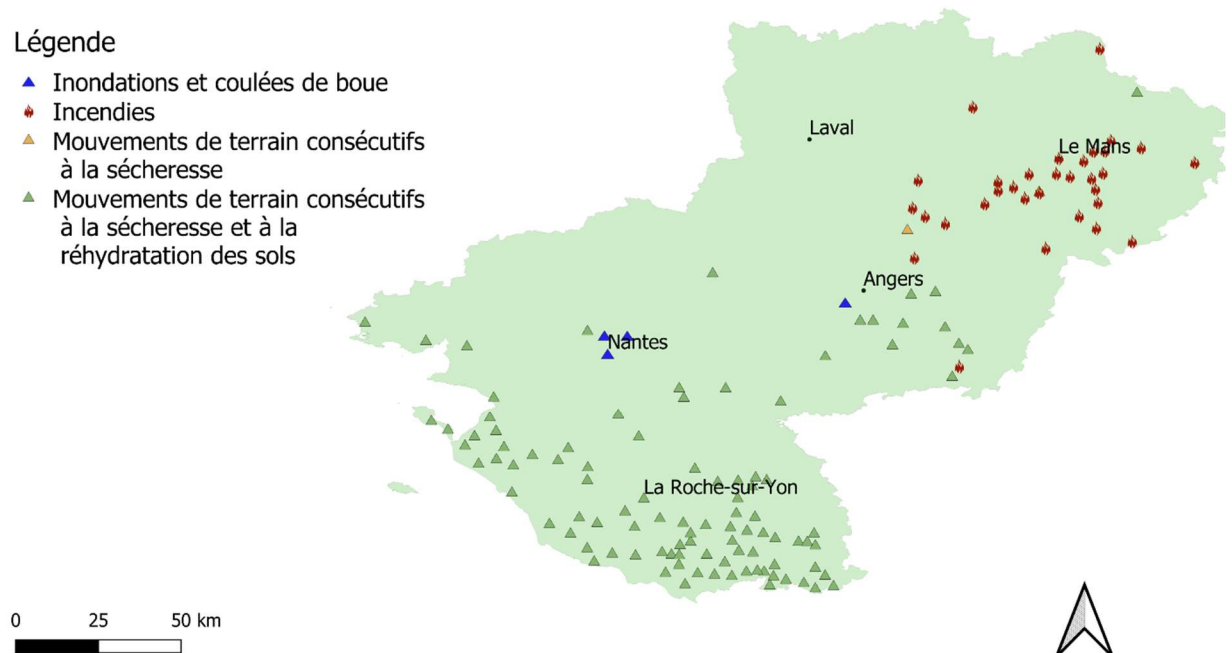 Légende
Inondations et coulées de boue
Incendies
Mouvements de terrain consécutifs
à la sécheresse
Mouvements de terrain consécutifs
à la sécheresse et à la
réhydratation des sols
Laval
Le Mans
Angers
Nantes
La Roche-sur-Yon
0 25 50 km